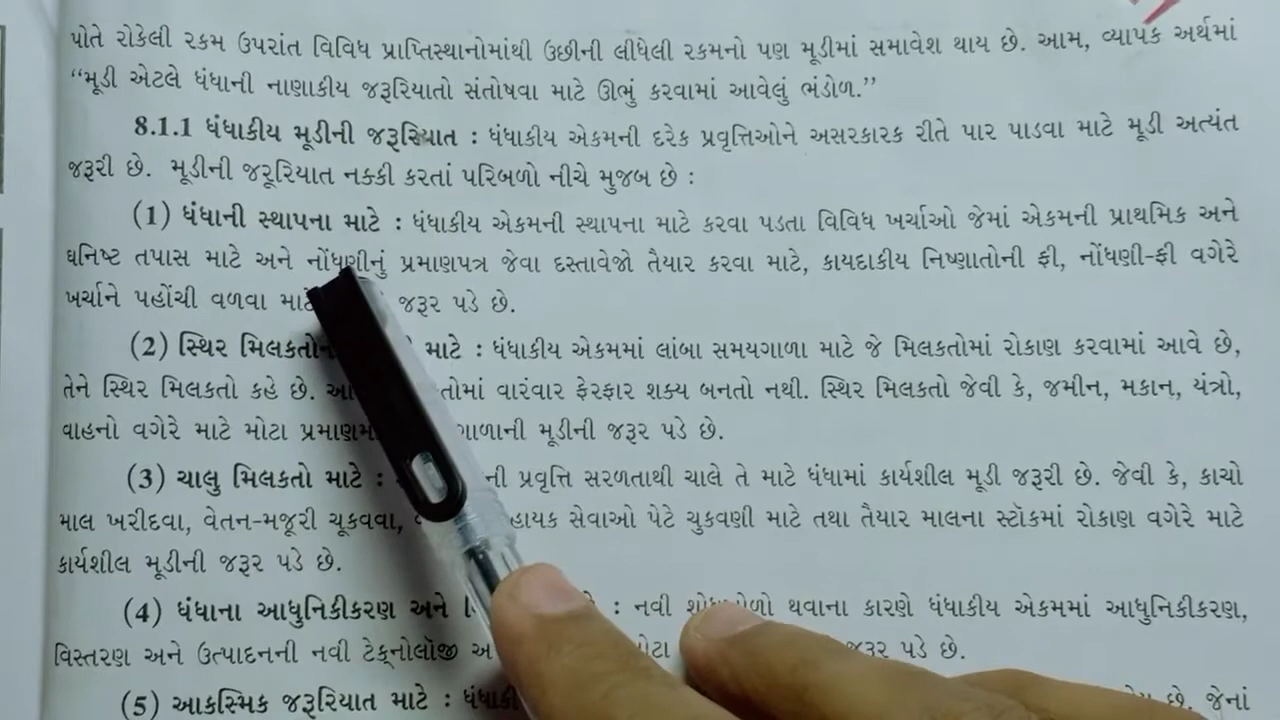 પોતે રોકેલી રકમ ઉપરાંત વિવિધ પ્રાપ્તિસ્થાનોમાંથી ઉછીની લીધેલી રકમનો પણ મૂડીમાં સમાવેશ થાય છે. આમ, વ્યાપક અર્થમાં
“મૂડી એટલે ધંધાની નાણાકીય જરૂરિયાતો સંતોષવા માટે ઊભું કરવામાં આવેલું ભંડોળ.”
8.1.1 ધંધાકીય મૂડીની જરૂરિયાત : ધંધાકીય એકમની દરેક પ્રવૃત્તિઓને અસરકારક રીતે પાર પાડવા માટે મૂડી અત્યંત
જરૂરી છે. મૂડીની જરૂરિયાત નક્કી કરતાં પરિબળો નીચે મુજબ છે :
(1) ધંધાની સ્થાપના માટે : ધંધાકીય એકમની સ્થાપના માટે કરવા પડતા વિવિધ ખર્ચાઓ જેમાં એકમની પ્રાથમિક અને
ઘનિષ્ટ તપાસ માટે અને નોંધણીનું પ્રમાણપત્ર જેવા દસ્તાવેજો તૈયાર કરવા માટે, કાયદાકીય નિષ્ણાતોની ફી, નોંધણી-ફી વગેરે
ખર્ચાને પહોંચી વળવા માટે જરૂર પડે છે.
(2) સ્થિર મિલકતો માટે : ધંધાકીય એકમમાં લાંબા સમયગાળા માટે જે મિલકતોમાં રોકાણ કરવામાં આવે છે,
તેને સ્થિર મિલકતો કહે છે. વારંવાર ફેરફાર શક્ય બનતો નથી. સ્થિર મિલકતો જેવી કે, જમીન, મકાન, યંત્રો,
વાહનો વગેરે માટે મોટા મૂડીની જરૂર પડે છે.
(3) ચાલુ મિલકતો માટે : પ્રવૃત્તિ સરળતાથી ચાલે તે માટે ધંધામાં કાર્યશીલ મૂડી જરૂરી છે. જેવી કે, કાચો
માલ ખરીદવા, વેતન-મજૂરી ચૂકવવા, સેવાઓ પેટે ચુકવણી માટે તથા તૈયાર માલના સ્ટૉકમાં રોકાણ વગેરે માટે
કાર્યશીલ મૂડીની જરૂર પડે છે.
(4) ધંધાના આધુનિકીકરણ અને : નવી શોધખોળો થવાના કારણે ધંધાકીય એકમમાં આધુનિકીકરણ,
વિસ્તરણ અને ઉત્પાદનની નવી ટેક્નોલૉજી પડે છે.
(5) આકસ્મિક જરૂરિયાત માટે : છે. જેનાં